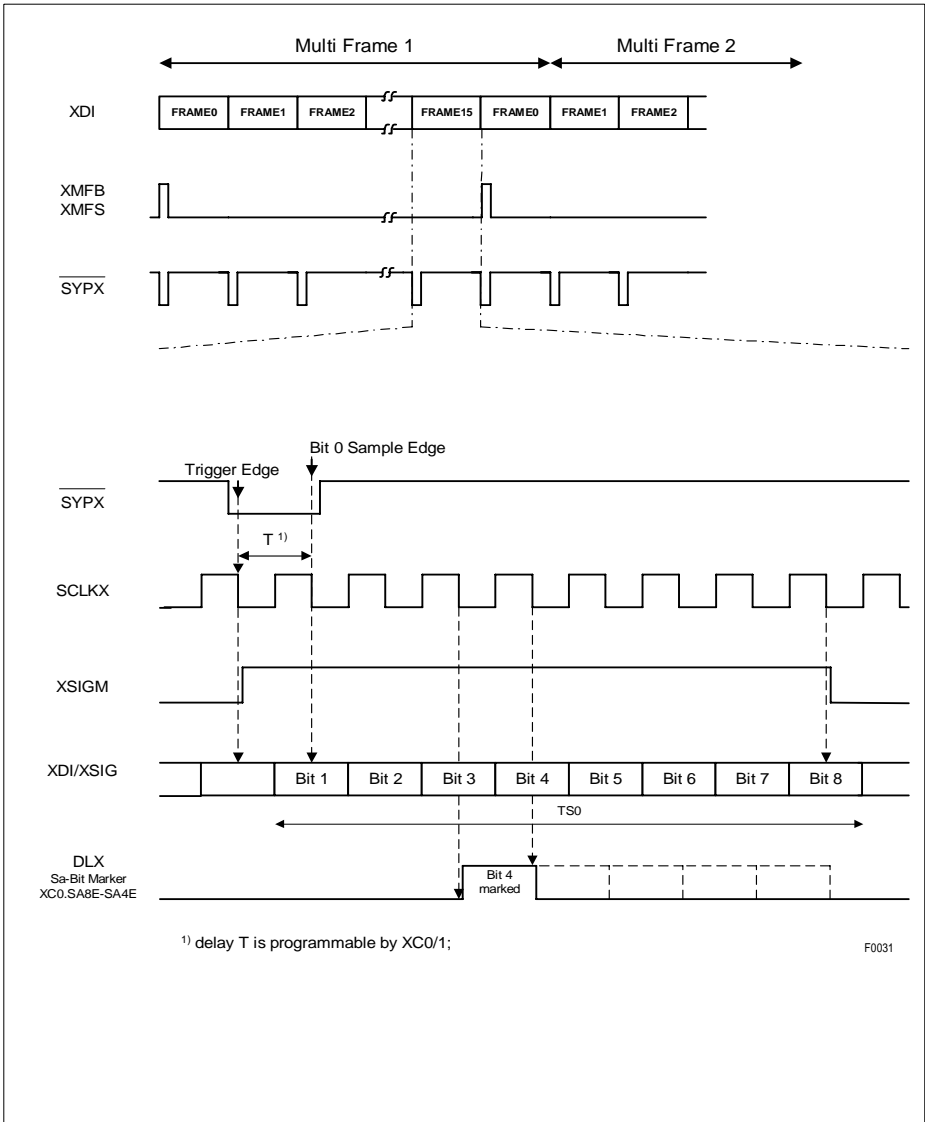 Multi Frame 1 Multi Frame 2
XDI FRAME0 FRAME1 FRAME2 FRAME15 FRAME0 FRAME1 FRAME2
XMFB
XMFS
SYPX
Bit 0 Sample Edge
Trigger Edge
SYPX
T 1)
SCLKX
XSIGM
XDI/XSIG Bit 1 Bit 2 Bit 3 Bit 4 Bit 5 Bit 6 Bit 7 Bit 8
TS0
DLX
Sa-Bit Marker
XC0.SA8E-SA4E
Bit 4
marked
1) delay T is programmable by XC0/1;
F0031